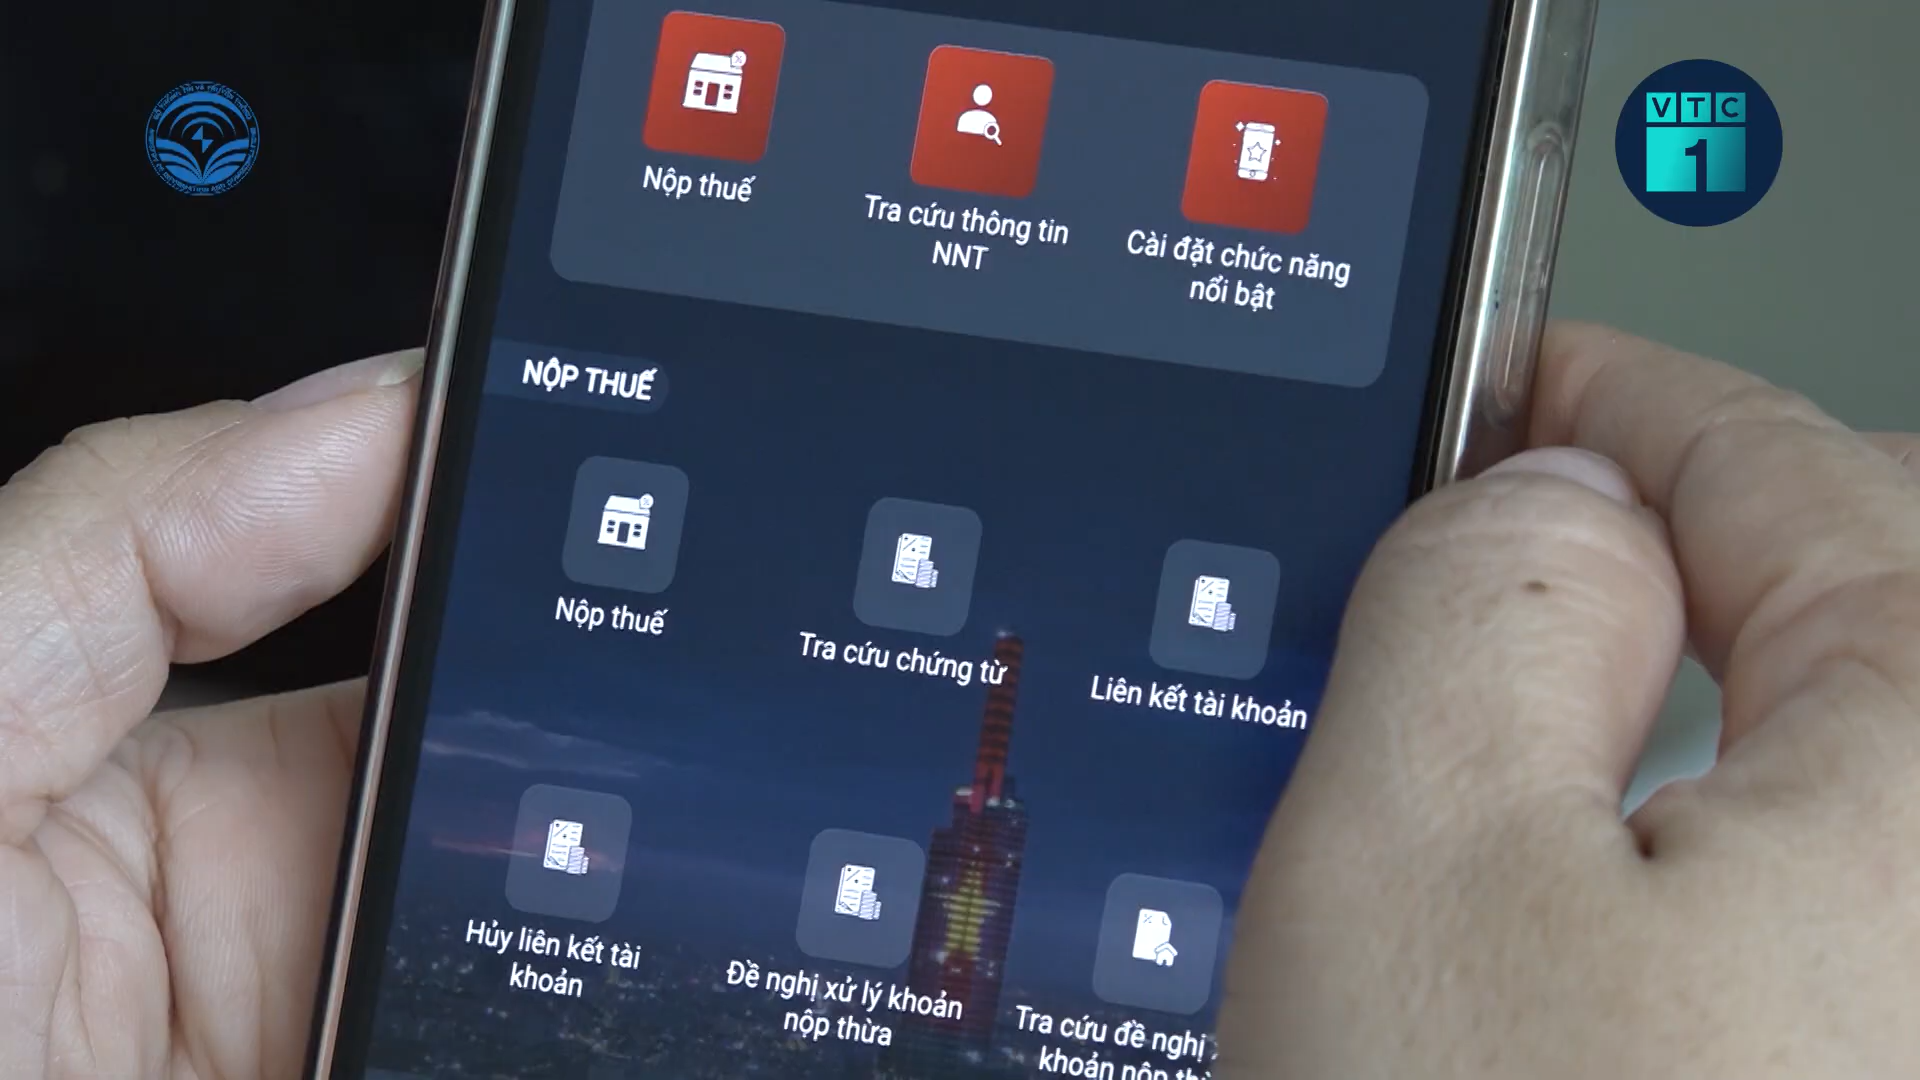 VTC
1
Nộp thuế
Tra cứu thông tin
NNT
Cài đặt chức năng
nổi bật
NỘP THUẾ
Nộp thuế
Tra cứu chứng từ
Liên kết tài khoản
Hủy liên kết tài
khoản
Đề nghị xử lý khoản
nộp thừa
Tra cứu đề nghị
khoản nộp